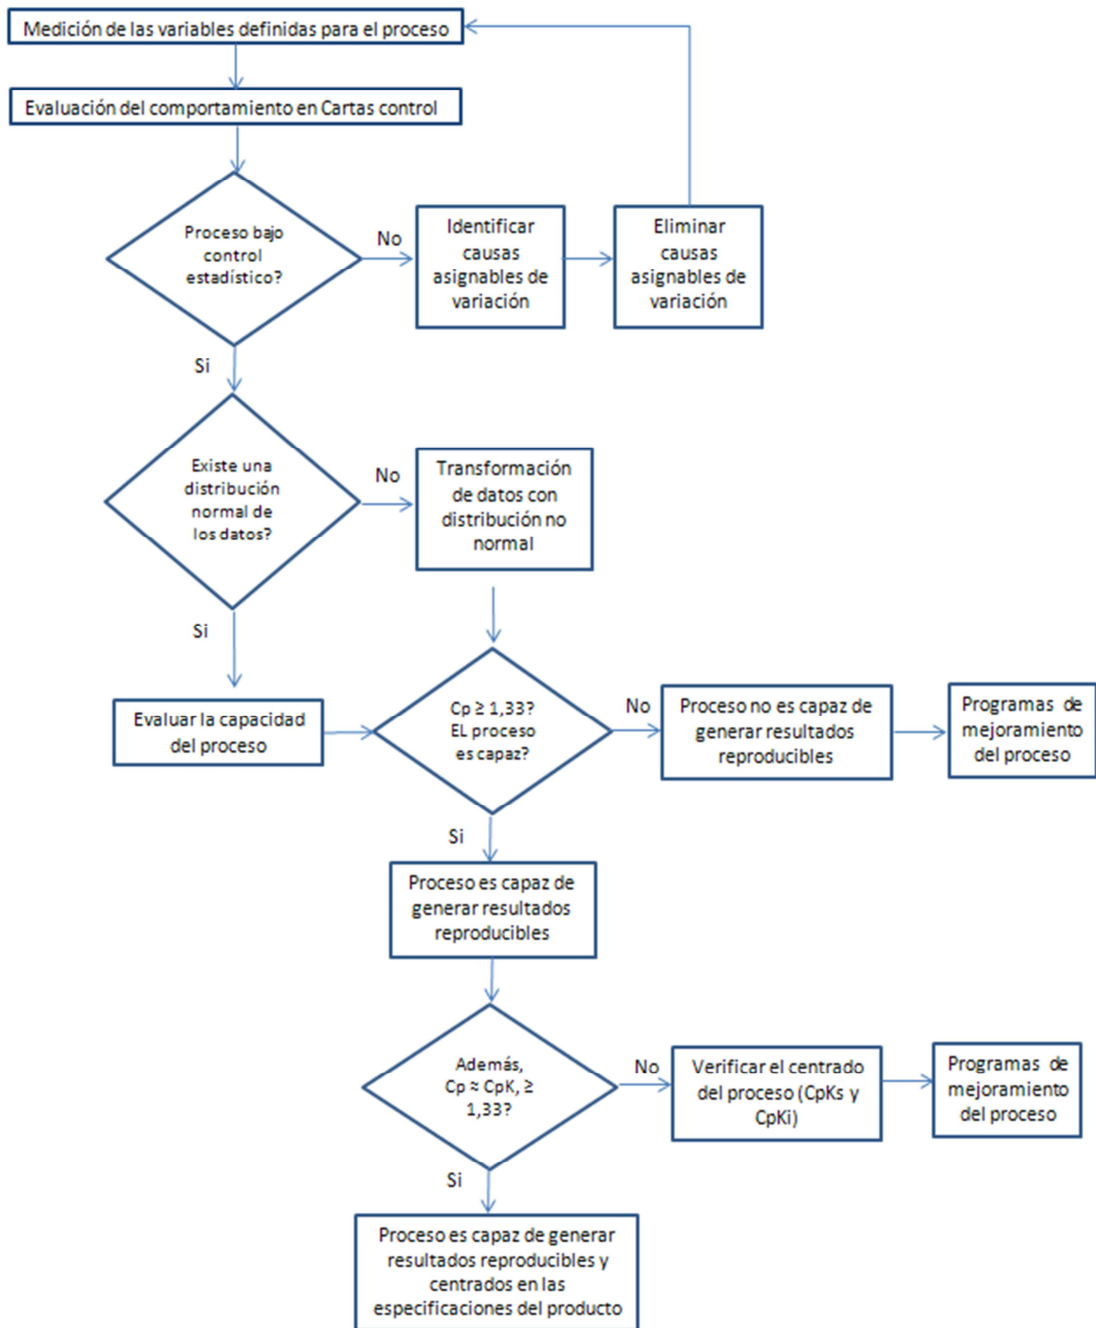 Medición de las variables definidas para el proceso
Evaluación del comportamiento en Cartas control
Proceso bajo
control
estadístico?
No
Identificar
causas
asignables de
variación
Eliminar
causas
asignables de
variación
Si
Existe una
distribución
normal de
los datos?
No
Transformación
de datos con
distribución no
normal
Si
Evaluar la capacidad
del proceso
Cp ≥ 1,33?
EL proceso
es capaz?
No
Proceso no es capaz de
generar resultados
reproducibles
Programas de
mejoramiento
del proceso
Si
Proceso es capaz de
generar resultados
reproducibles
Además,
Cp ≈ CpK, ≥
1,33?
No
Verificar el centrado
del proceso (CpKs y
CpKi)
Programas de
mejoramiento
del proceso
Si
Proceso es capaz de generar
resultados reproducibles y
centrados en las
especificaciones del producto